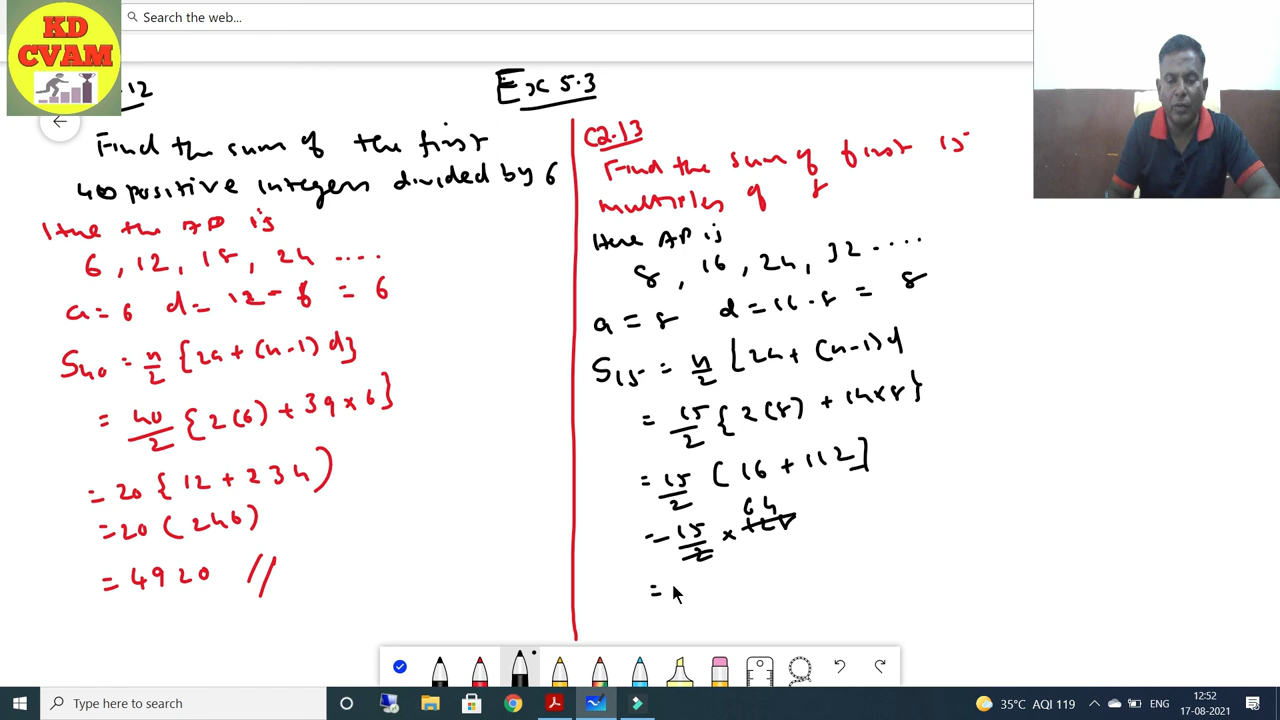 Search the web...
KD
CVAM
.12
Ex 5.3
Find the sum of the first
40 positive integers divided by 6
Here the AP is
6, 12, 18, 24 ....
a = 6 d = 12 - 6 = 6
S40 = n/2 {2a + (n-1) d}
= 40/2 {2(6) + 39 x 6}
= 20 { 12 + 234 )
= 20 ( 246 )
= 4920 //
Q2.13
Find the sum of first 15
multiples of 8
Here AP is
8, 16, 24, 32 ....
a = 8 d = 16 - 8 = 8
S15 = n/2 [2a + (n-1) d
= 15/2 { 2(8) + 14x8 }
= 15/2 ( 16 + 112 ]
= 15/2 x 128 64
=
Type here to search
35°C AQI 119
ENG
12:52
17-08-2021